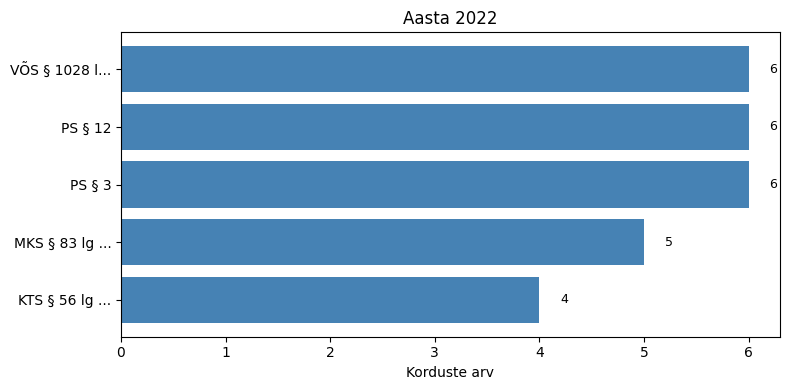 Aasta 2022
VÕS § 1028 l... 6
PS § 12 6
PS § 3 6
MKS § 83 lg ... 5
KTS § 56 lg ... 4
0 1 2 3 4 5 6
Korduste arv